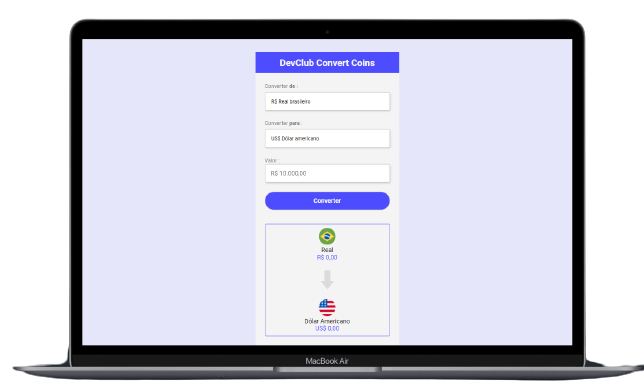 DevClub Convert Coins
Converter de :
R$ Real brasileiro
Converter para:
US$ Dólar americano
Valor :
R$ 10.000,00
Converter
Real
R$ 0,00
Dólar Americano
US$ 0,00
MacBook Air